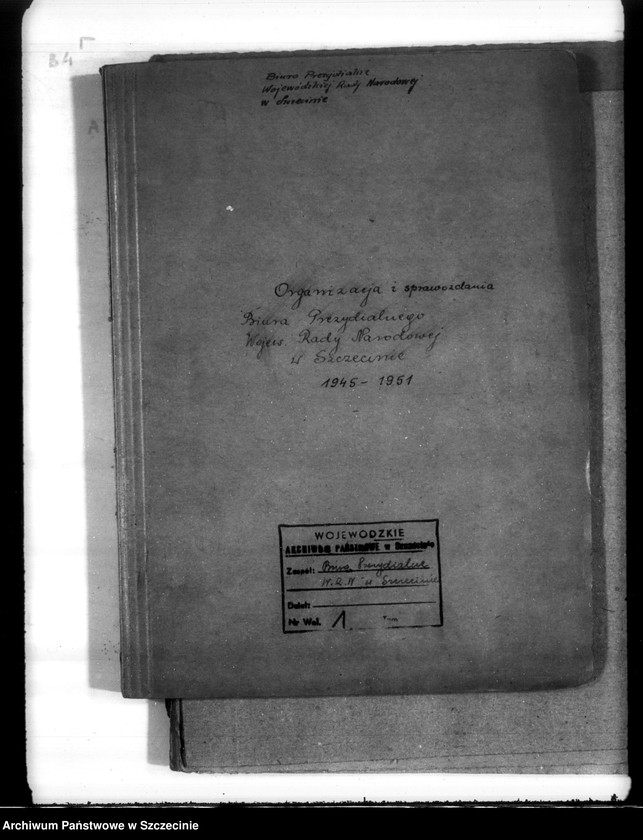 B4
Biuro Prezydialne
Wojewódzkiej Rady Narodowej
w Szczecinie
Organizacja i sprawozdania
Biura Prezydialnego
Wojew. Rady Narodowej
w Szczecinie
1945 - 1951
WOJEWÓDZKIE
ARCHIWUM PAŃSTWOWE w Szczecinie
Zespół: Biuro Prezydialne
W.R.N. w Szczecinie
Dział:
Nr Wol. 1 Tom
Archiwum Państwowe w Szczecinie